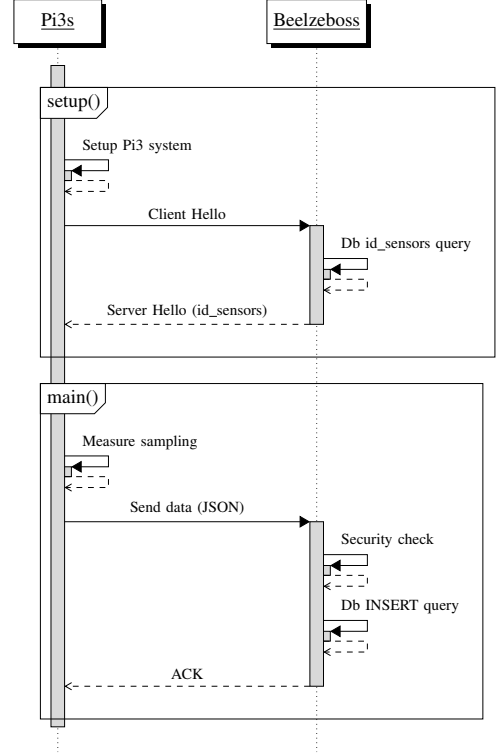 Pi3s
Beelzeboss
setup()
Setup Pi3 system
Client Hello
Db id_sensors query
Server Hello (id_sensors)
main()
Measure sampling
Send data (JSON)
Security check
Db INSERT query
ACK